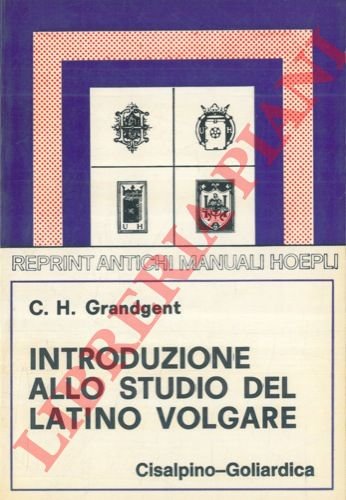 LIBRERIA PIANI
U H
REPRINT ANTICHI MANUALI HOEPLI
C. H. Grandgent
INTRODUZIONE
ALLO STUDIO DEL
LATINO VOLGARE
Cisalpino–Goliardica